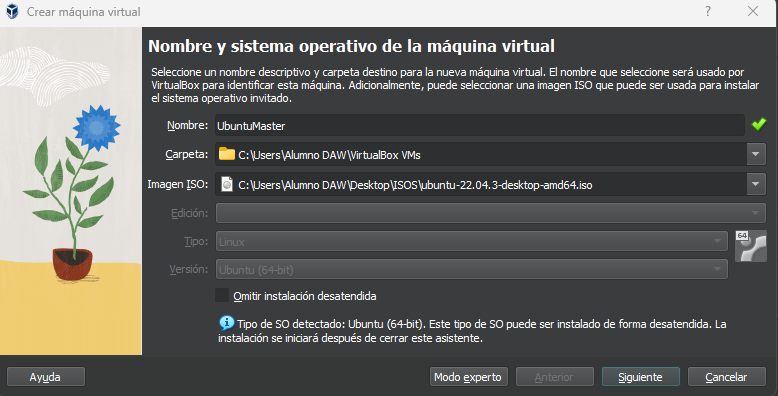 Crear máquina virtual
Nombre y sistema operativo de la máquina virtual
Seleccione un nombre descriptivo y carpeta destino para la nueva máquina virtual. El nombre que seleccione será usado por
VirtualBox para identificar esta máquina. Adicionalmente, puede seleccionar una imagen ISO que puede ser usada para instalar
el sistema operativo invitado.
Nombre: UbuntuMaster
Carpeta: C:\Users\Alumno DAW\VirtualBox VMs
Imagen ISO: C:\Users\Alumno DAW\Desktop\ISOS\ubuntu-22.04.3-desktop-amd64.iso
Edición:
Tipo: Linux
64
Versión: Ubuntu (64-bit)
Omitir instalación desatendida
Tipo de SO detectado: Ubuntu (64-bit). Este tipo de SO puede ser instalado de forma desatendida. La
instalación se iniciará después de cerrar este asistente.
Ayuda Modo experto Anterior Siguiente Cancelar